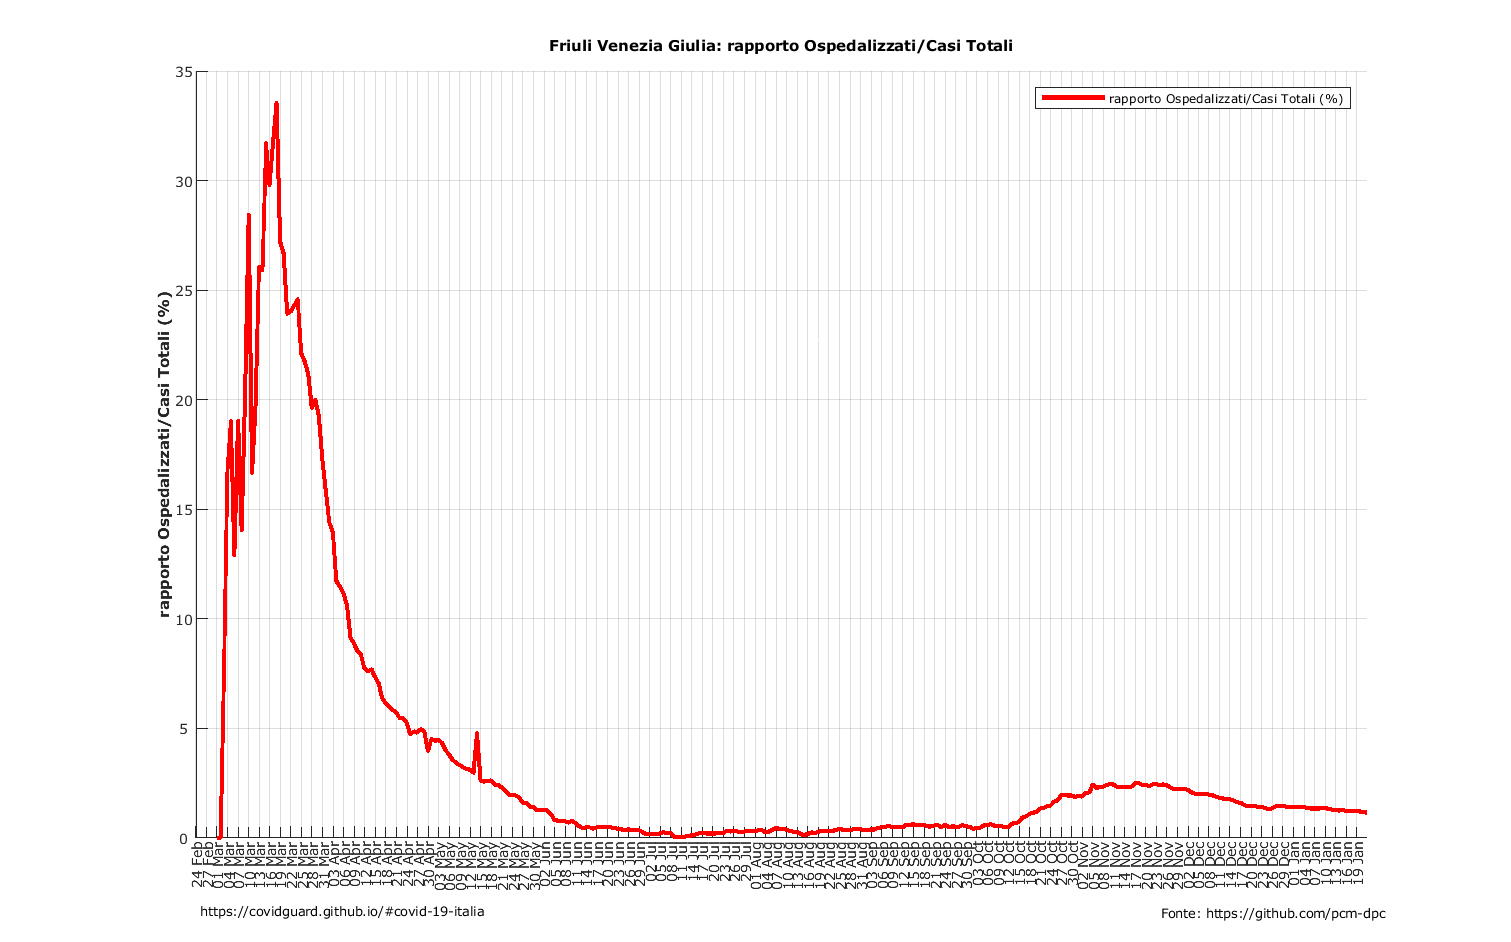 Friuli Venezia Giulia: rapporto Ospedalizzati/Casi Totali
rapporto Ospedalizzati/Casi Totali (%)
rapporto Ospedalizzati/Casi Totali (%)
35
30
25
20
15
10
5
0
24 Feb
27 Feb
01 Mar
04 Mar
07 Mar
10 Mar
13 Mar
16 Mar
19 Mar
22 Mar
25 Mar
28 Mar
31 Mar
03 Apr
06 Apr
09 Apr
12 Apr
15 Apr
18 Apr
21 Apr
24 Apr
27 Apr
30 Apr
03 May
06 May
09 May
12 May
15 May
18 May
21 May
24 May
27 May
30 May
02 Jun
05 Jun
08 Jun
11 Jun
14 Jun
17 Jun
20 Jun
23 Jun
26 Jun
29 Jun
02 Jul
05 Jul
08 Jul
11 Jul
14 Jul
17 Jul
20 Jul
23 Jul
26 Jul
29 Jul
01 Aug
04 Aug
07 Aug
10 Aug
13 Aug
16 Aug
19 Aug
22 Aug
25 Aug
28 Aug
31 Aug
03 Sep
06 Sep
09 Sep
12 Sep
15 Sep
18 Sep
21 Sep
24 Sep
27 Sep
30 Sep
03 Oct
06 Oct
09 Oct
12 Oct
15 Oct
18 Oct
21 Oct
24 Oct
27 Oct
30 Oct
02 Nov
05 Nov
08 Nov
11 Nov
14 Nov
17 Nov
20 Nov
23 Nov
26 Nov
29 Nov
02 Dec
05 Dec
08 Dec
11 Dec
14 Dec
17 Dec
20 Dec
23 Dec
26 Dec
29 Dec
01 Jan
04 Jan
07 Jan
10 Jan
13 Jan
16 Jan
19 Jan
https://covidguard.github.io/#covid-19-italia
Fonte: https://github.com/pcm-dpc